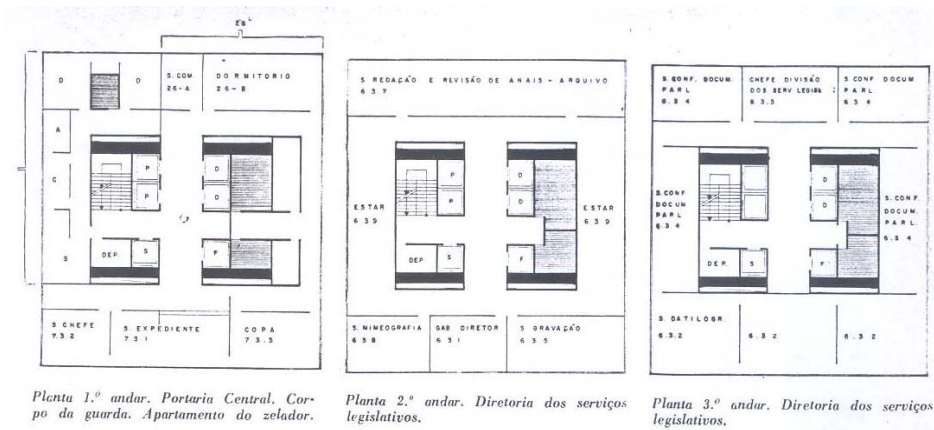 D
D
S. COM.
26-A
DORMITORIO
26-B
A
C
S
P
P
D
D
DEP.
S
F
S CHEFE
7 3. 2
S. EXPEDIENTE
7 3 1
COPA
7 3. 3
Planta 1.º andar. Portaria Central. Cor-
po da guarda. Apartamento do zelador.
S REDAÇÃO E REVISÃO DE ANAIS - ARQUIVO
6 3 7
ESTAR
6 3 9
P
P
D
D
ESTAR
6 3 9
DEP
S
F
S. MIMEOGRAFIA
6 3 8
GAB DIRETOR
6 3 1
S GRAVAÇÃO
6 3 5
Planta 2.º andar. Diretoria dos serviços
legislativos.
S. CONF. DOCUM.
PARL
6. 3 4
CHEFE DIVISÃO
DOS SERV. LEGISG
6 3. 3
S. CONF DOCUM
PARL
6 3 4
S. CONF
DOCUM
PARL
6. 3 4
D
D
S. CONF.
DOCUM.
PARL.
6. 3 4
DEP.
S
F
S. DATILOGR.
6. 3. 2
6. 3 2
6. 3 2
Planta 3.º andar. Diretoria dos serviços
legislativos.